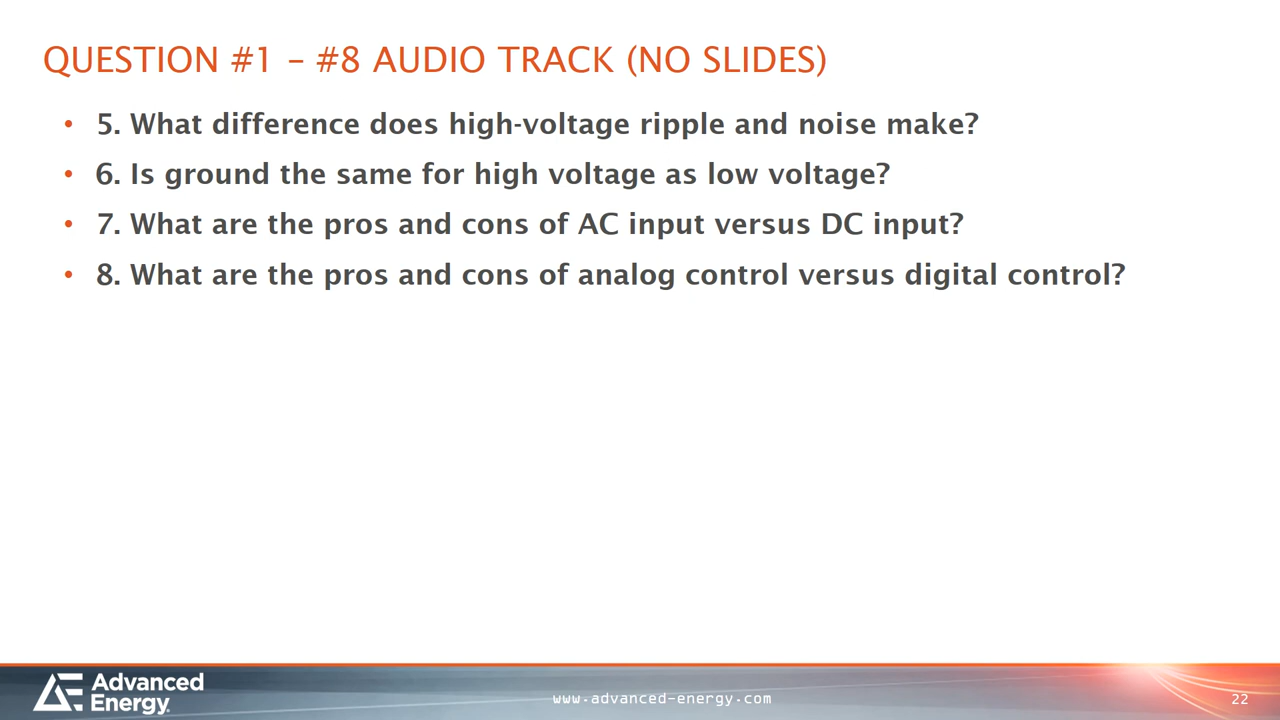 QUESTION #1 – #8 AUDIO TRACK (NO SLIDES)
• 5. What difference does high-voltage ripple and noise make?
• 6. Is ground the same for high voltage as low voltage?
• 7. What are the pros and cons of AC input versus DC input?
• 8. What are the pros and cons of analog control versus digital control?
Advanced
Energy
www.advanced-energy.com
22